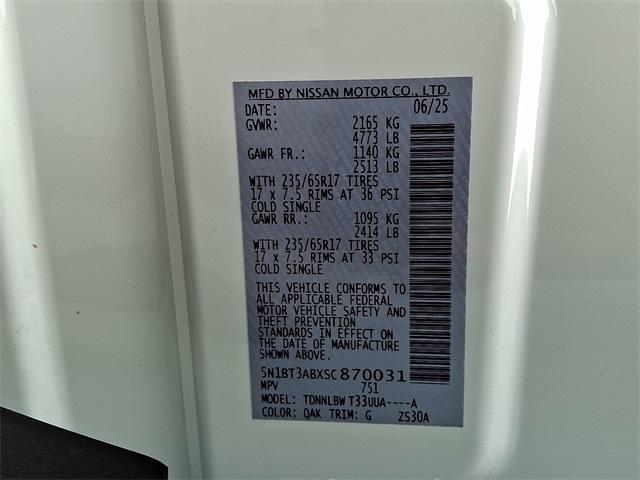 MFD BY NISSAN MOTOR CO., LTD.
DATE: 06/25
GVWR: 2165 KG
4773 LB
GAWR FR.: 1140 KG
2513 LB
WITH 235/65R17 TIRES
17 x 7.5 RIMS AT 36 PSI
COLD SINGLE
GAWR RR.: 1095 KG
2414 LB
WITH 235/65R17 TIRES
17 x 7.5 RIMS AT 33 PSI
COLD SINGLE
THIS VEHICLE CONFORMS TO
ALL APPLICABLE FEDERAL
MOTOR VEHICLE SAFETY AND
THEFT PREVENTION
STANDARDS IN EFFECT ON
THE DATE OF MANUFACTURE
SHOWN ABOVE.
5N1BT3ABXSC 870031
MPV 751
MODEL: TDNNLBW T33UUA----A
COLOR: QAK TRIM: G ZS30A